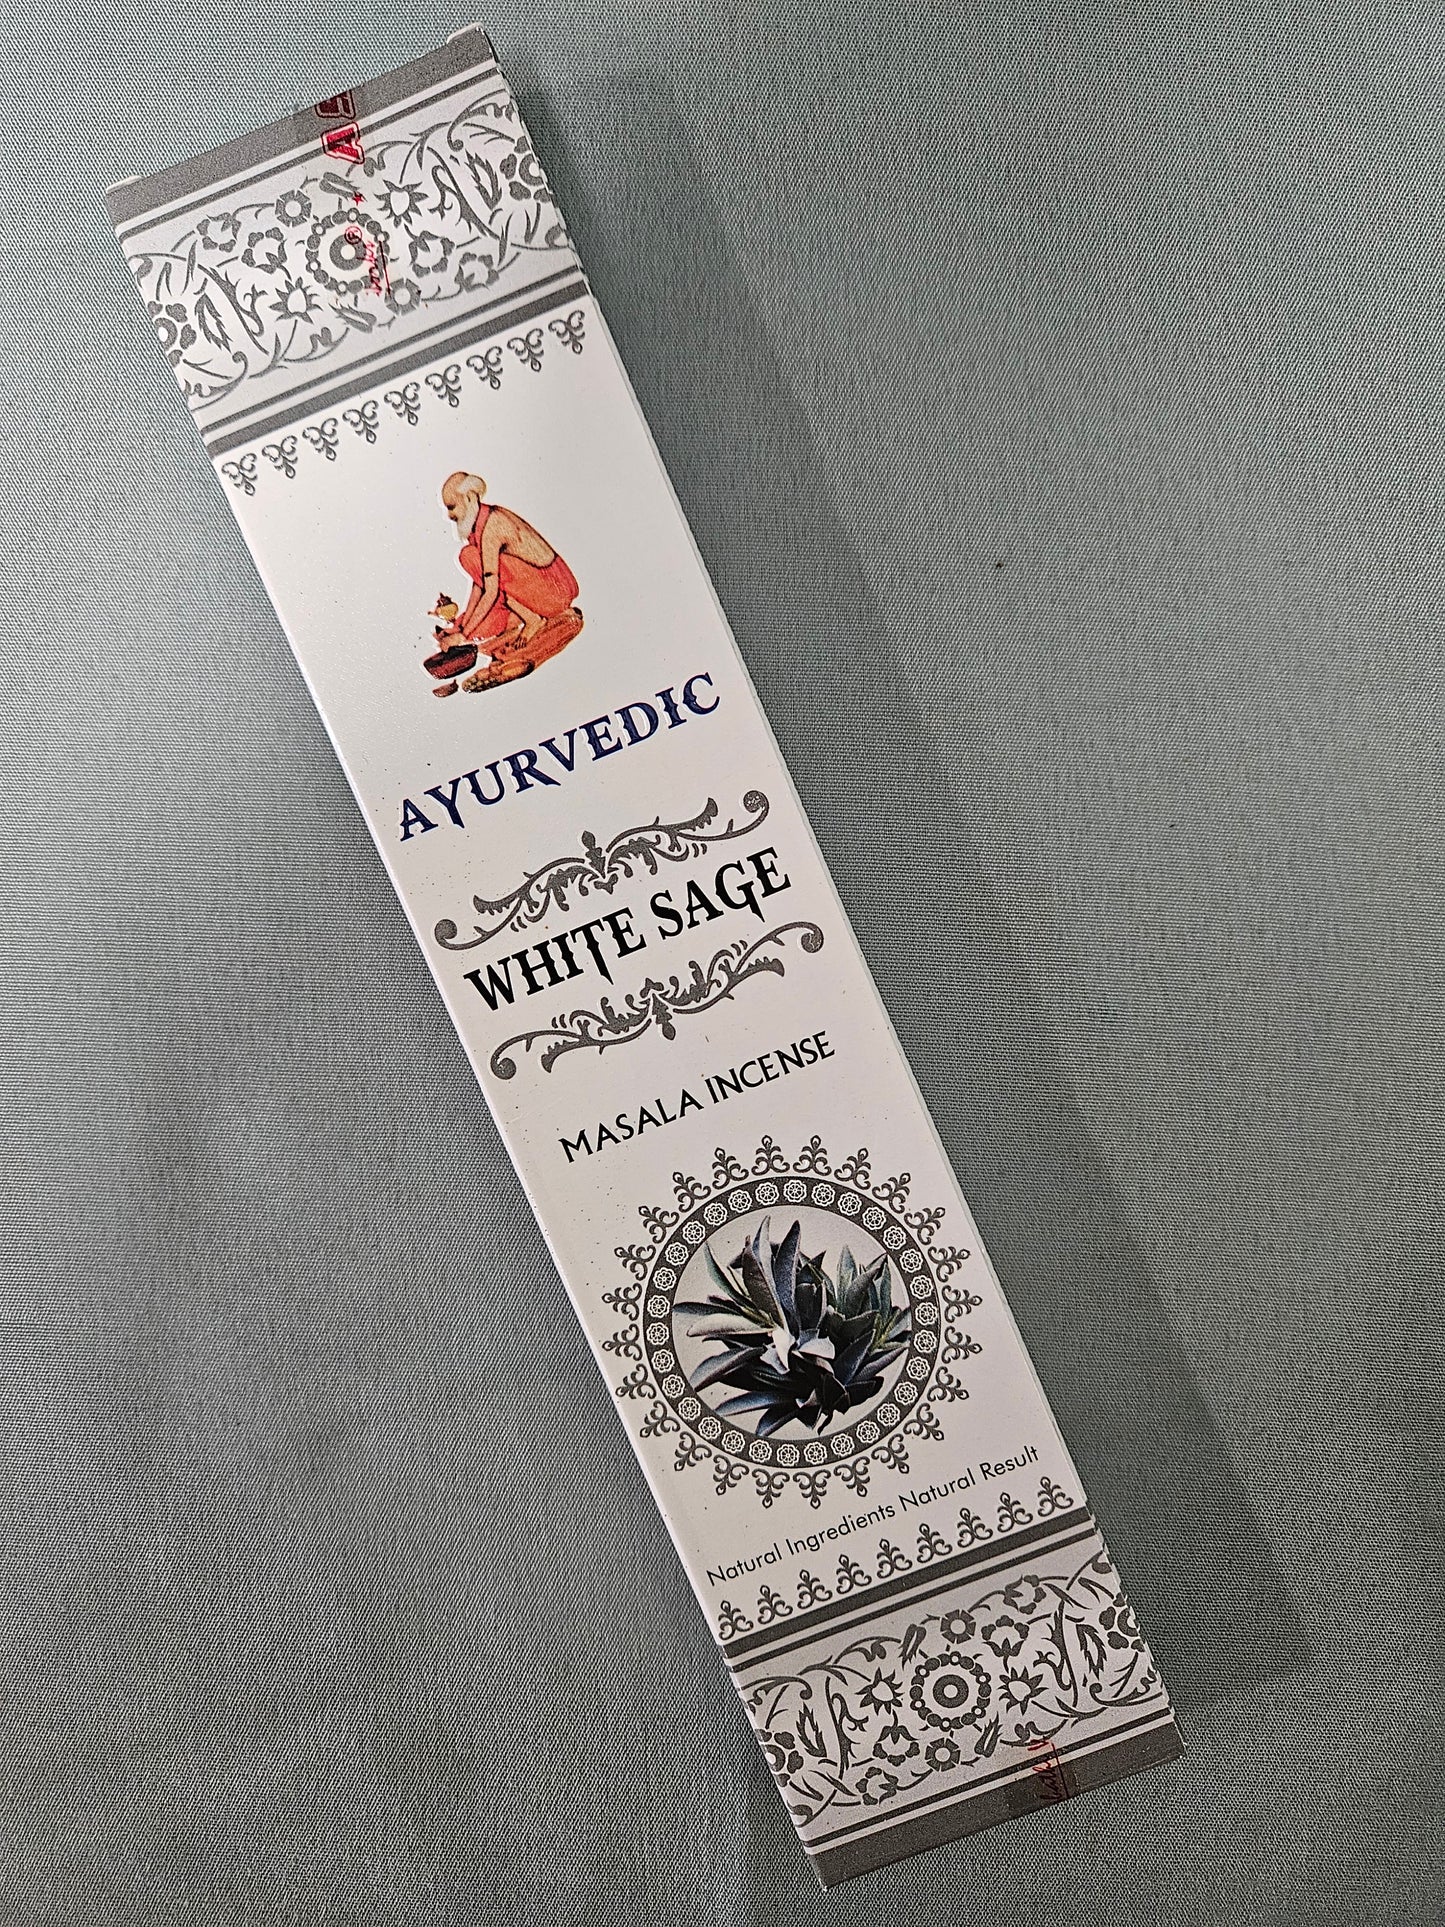 AYURVEDIC
WHITE SAGE
MASALA INCENSE
Natural Ingredients Natural Result